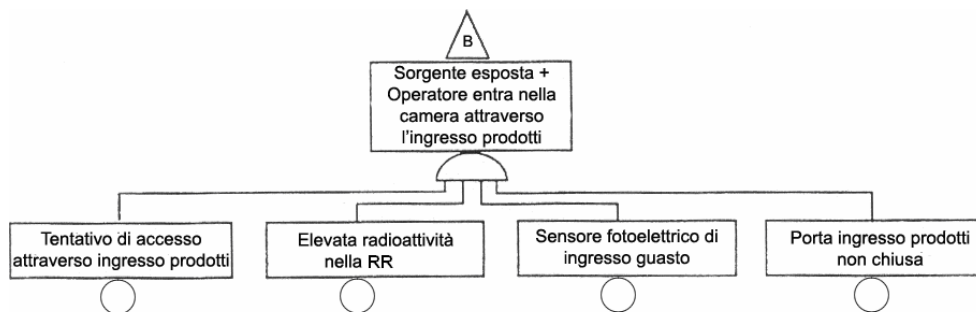 B
Sorgente esposta +
Operatore entra nella
camera attraverso
l'ingresso prodotti
Tentativo di accesso
attraverso ingresso prodotti
Elevata radioattività
nella RR
Sensore fotoelettrico di
ingresso guasto
Porta ingresso prodotti
non chiusa